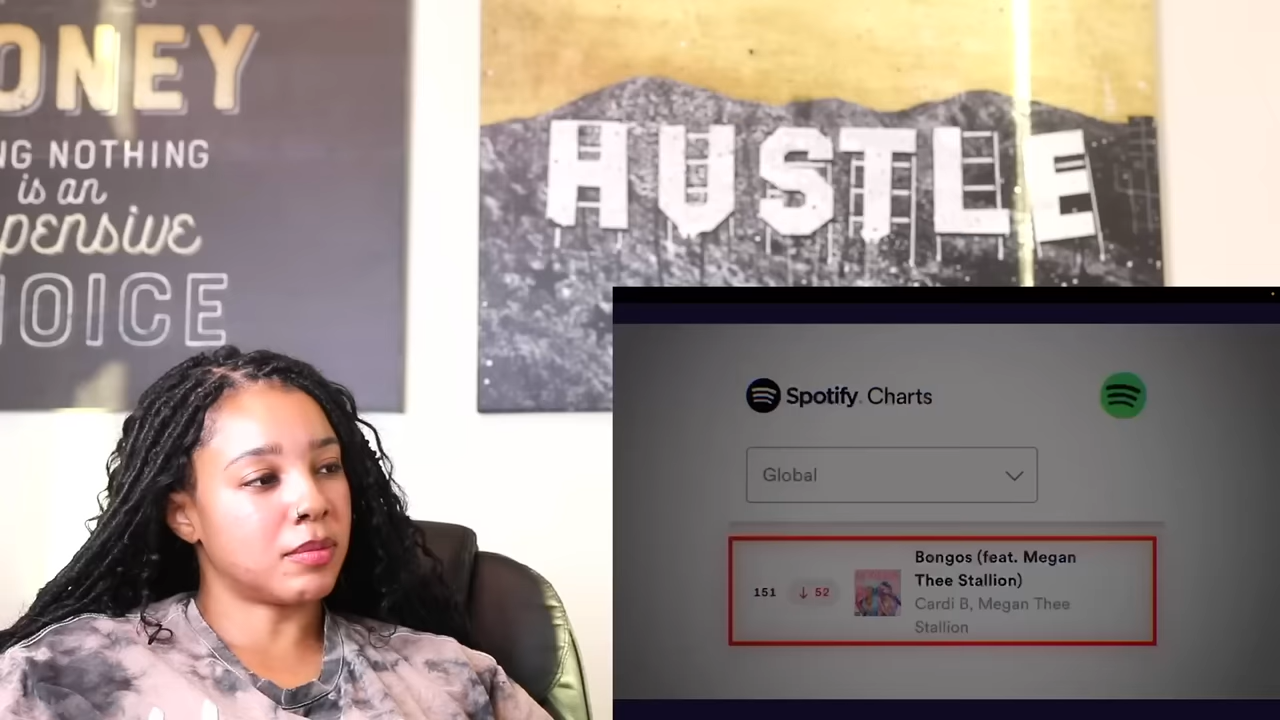 ONEY
NG NOTHING
is an
pensive
HOICE
HUSTLE
Spotify Charts
Global
151 ↓ 52
Bongos (feat. Megan
Thee Stallion)
Cardi B, Megan Thee
Stallion